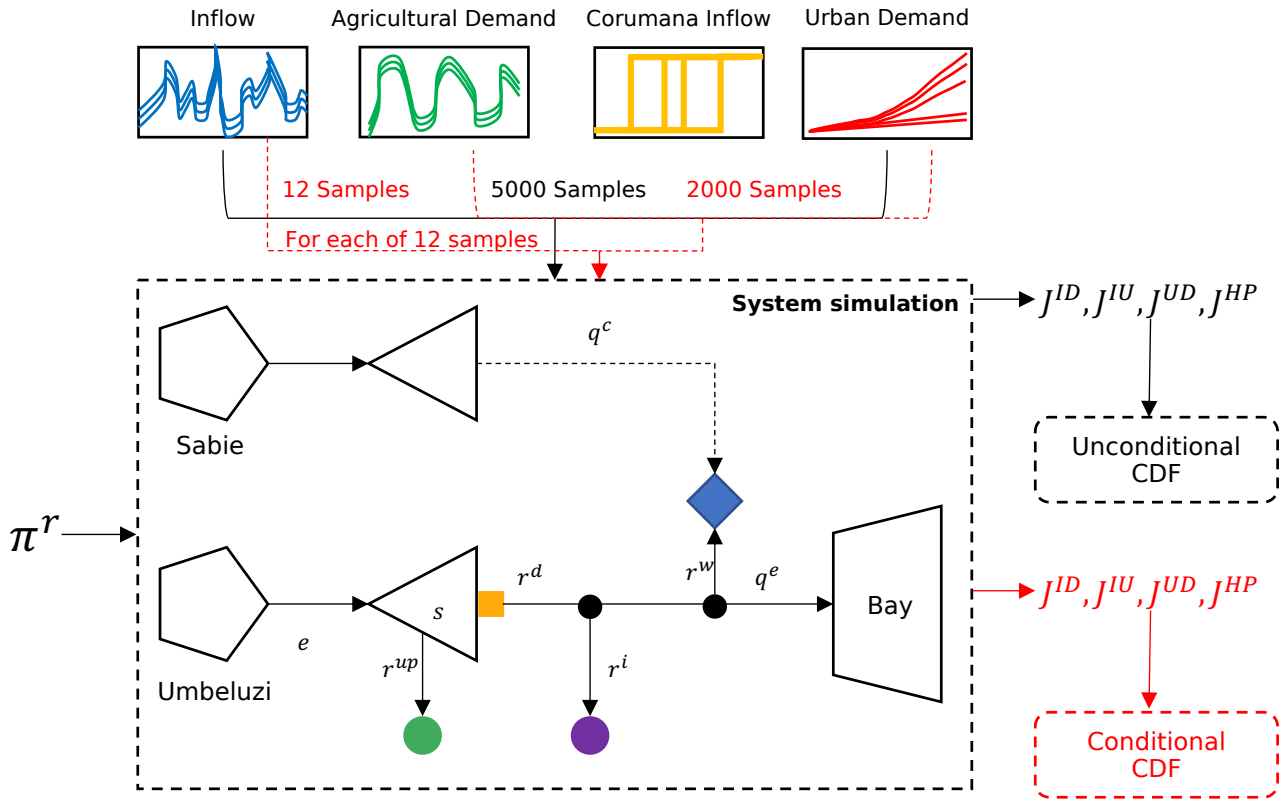 Inflow
Agricultural Demand
Corumana Inflow
Urban Demand
12 Samples
5000 Samples
2000 Samples
For each of 12 samples
System simulation
J^{ID}, J^{IU}, J^{UD}, J^{HP}
q^c
Sabie
Unconditional
CDF
π^r
r^d
r^w
q^e
s
Bay
e
r^{up}
r^i
Umbeluzi
J^{ID}, J^{IU}, J^{UD}, J^{HP}
Conditional
CDF